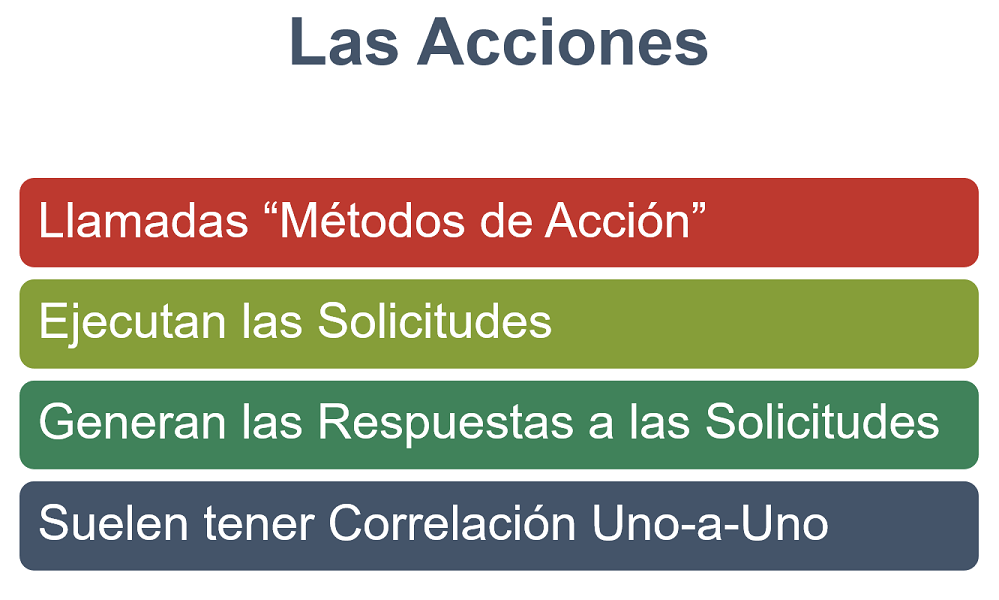 Las Acciones
Llamadas “Métodos de Acción”
Ejecutan las Solicitudes
Generan las Respuestas a las Solicitudes
Suelen tener Correlación Uno-a-Uno